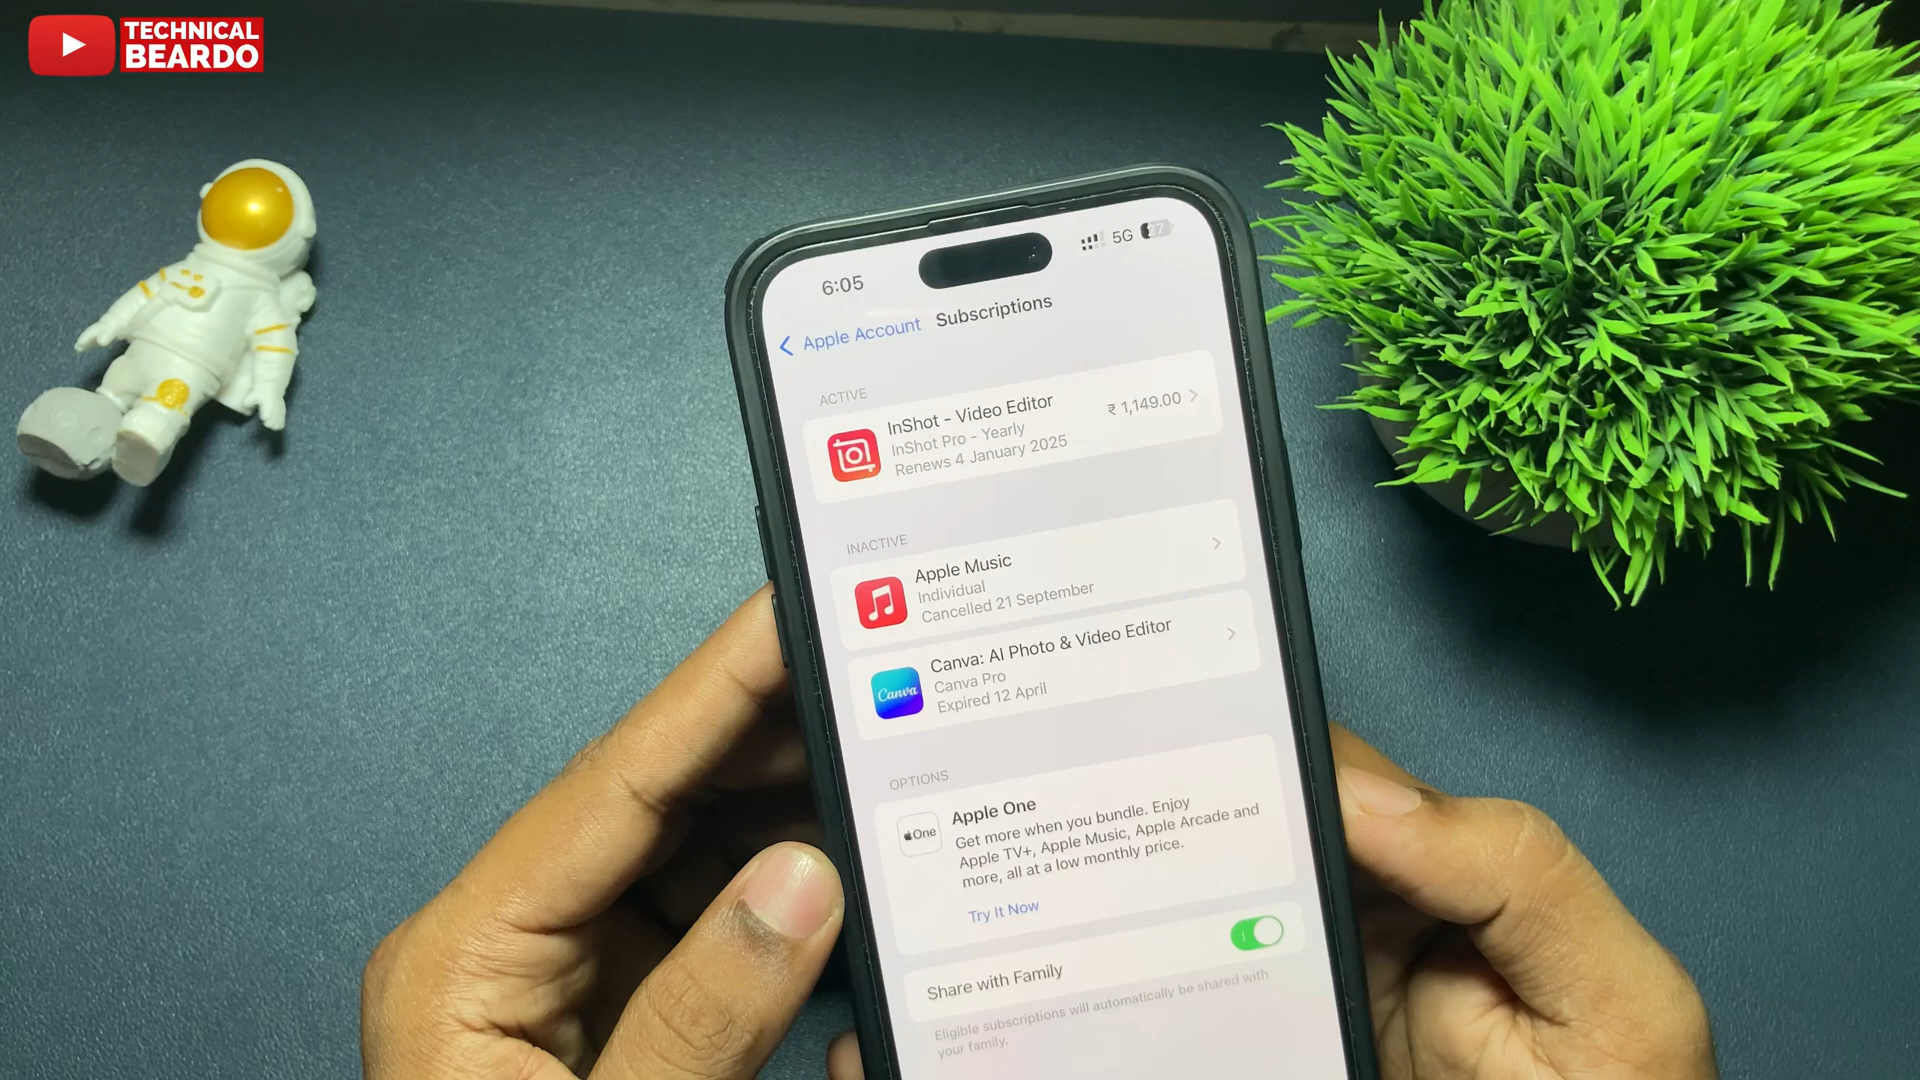 TECHNICAL
BEARDO
6:05
5G 27
Apple Account
Subscriptions
ACTIVE
InShot - Video Editor
InShot Pro - Yearly
Renews 4 January 2025
₹ 1,149.00
INACTIVE
Apple Music
Individual
Cancelled 21 September
Canva
Canva: AI Photo & Video Editor
Canva Pro
Expired 12 April
OPTIONS
One
Apple One
Get more when you bundle. Enjoy
Apple TV+, Apple Music, Apple Arcade and
more, all at a low monthly price.
Try It Now
Share with Family
Eligible subscriptions will automatically be shared with
your family.